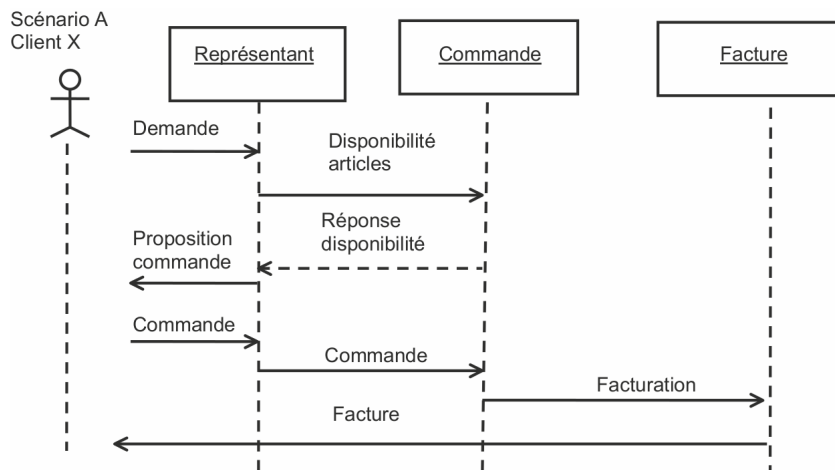 Scénario A
Client X
Représentant
Commande
Facture
Demande
Disponibilité
articles
Réponse
disponibilité
Proposition
commande
Commande
Commande
Facturation
Facture